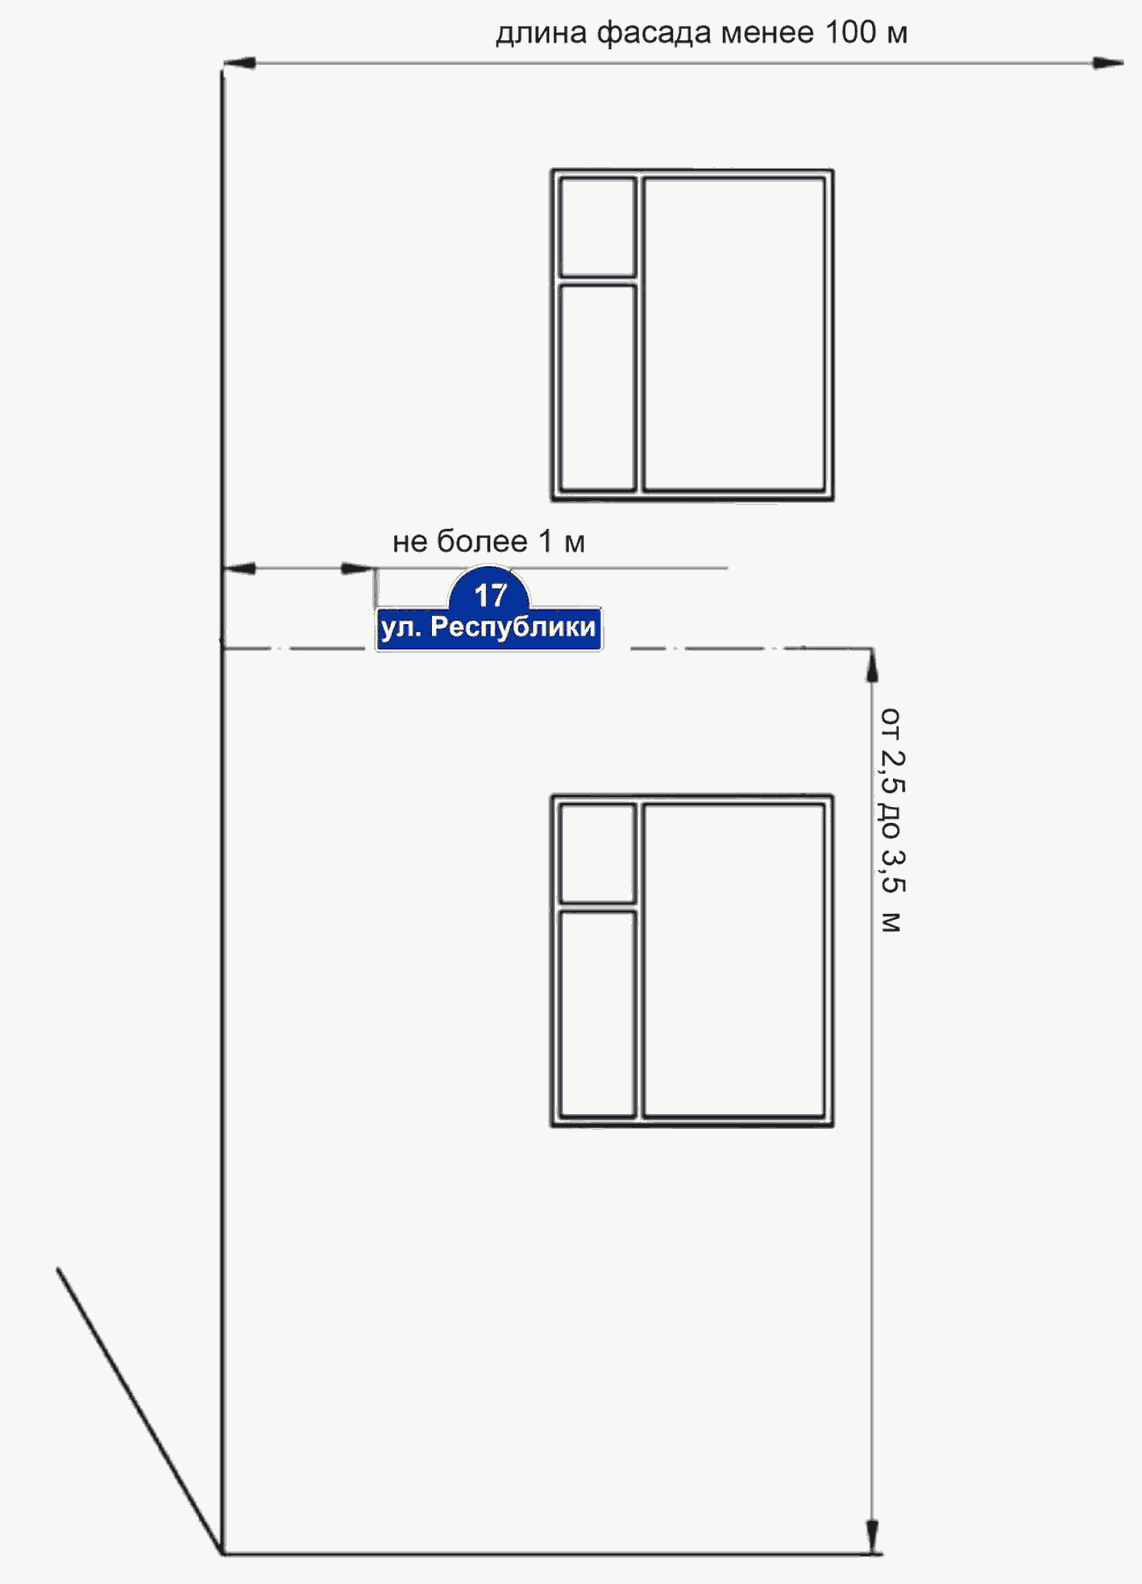 длина фасада менее 100 м
не более 1 м
17
ул. Республики
от 2,5 до 3,5 м